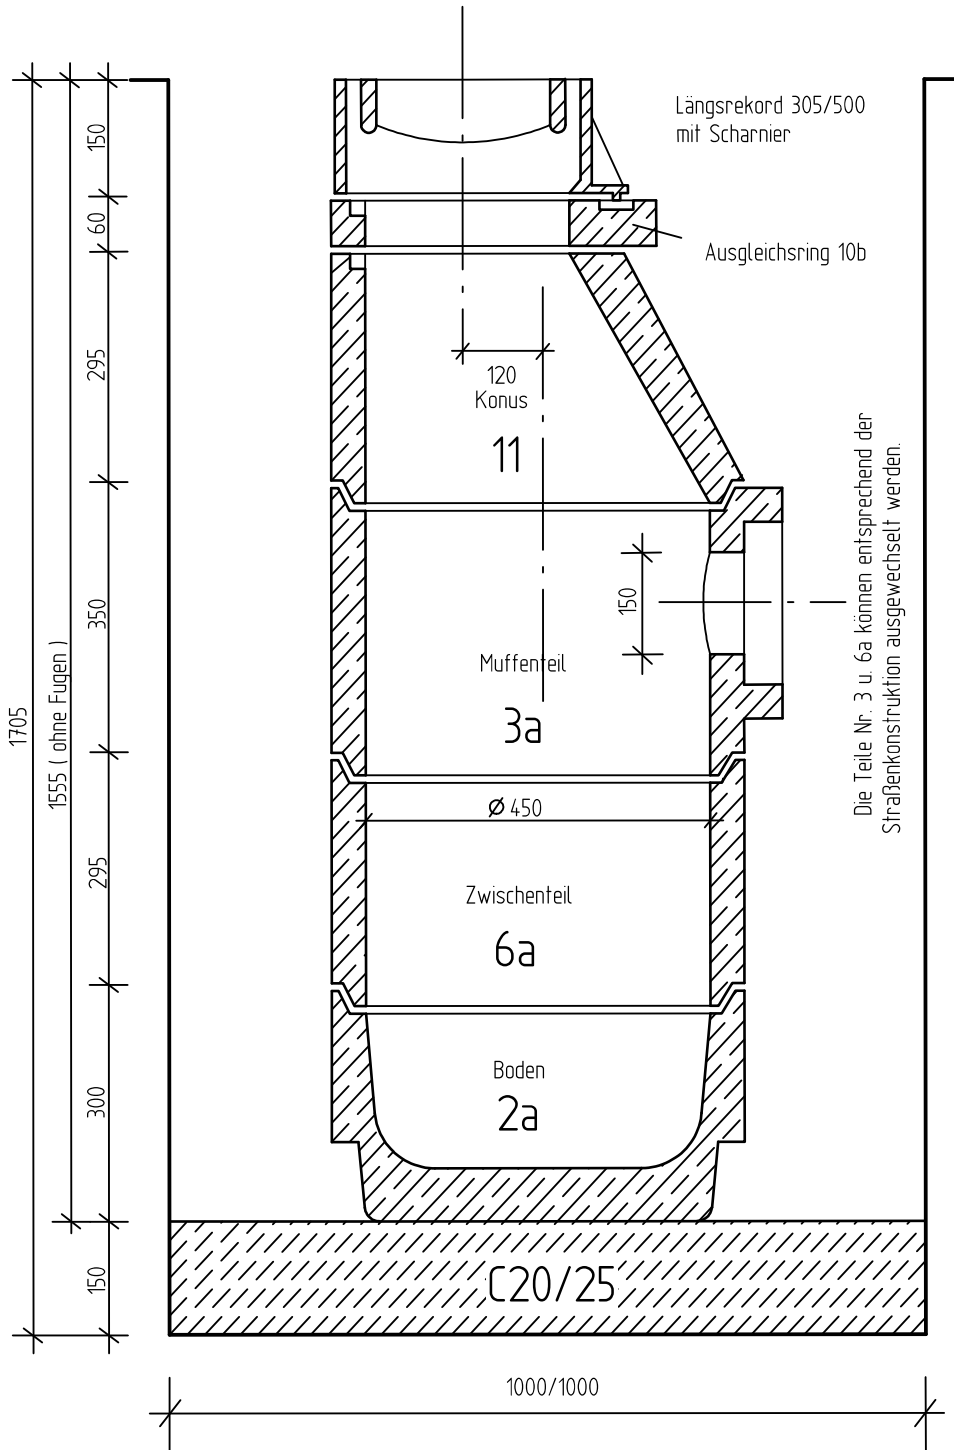 Längsrekord 305/500
mit Scharnier
Ausgleichsring 10b
120
Konus
11
150
Muffenteil
3a
Ø 450
Zwischenteil
6a
Boden
2a
C20/25
1000/1000
150
60
295
350
295
300
150
1555 ( ohne Fugen )
1705
Die Teile Nr. 3 u. 6a können entsprechend der
Straßenkonstruktion ausgewechselt werden.